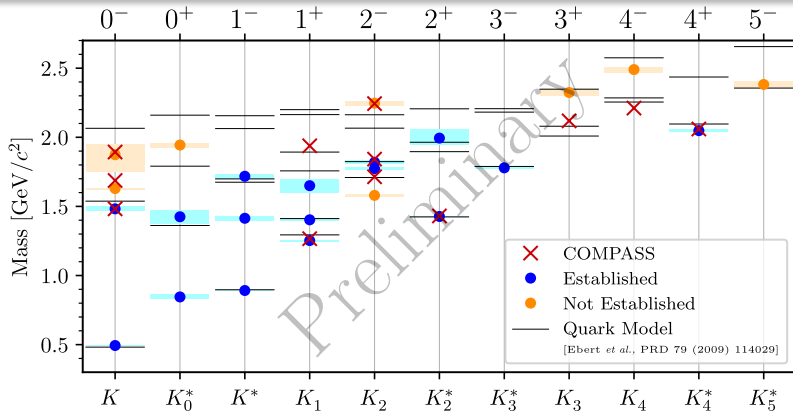 0⁻ 0⁺ 1⁻ 1⁺ 2⁻ 2⁺ 3⁻ 3⁺ 4⁻ 4⁺ 5⁻
Mass [GeV/c²]
2.5
2.0
1.5
1.0
0.5
Preliminary
COMPASS
Established
Not Established
Quark Model
[Ebert et al., PRD 79 (2009) 114029]
K K₀* K* K₁ K₂ K₂* K₃* K₃ K₄ K₄* K₅*